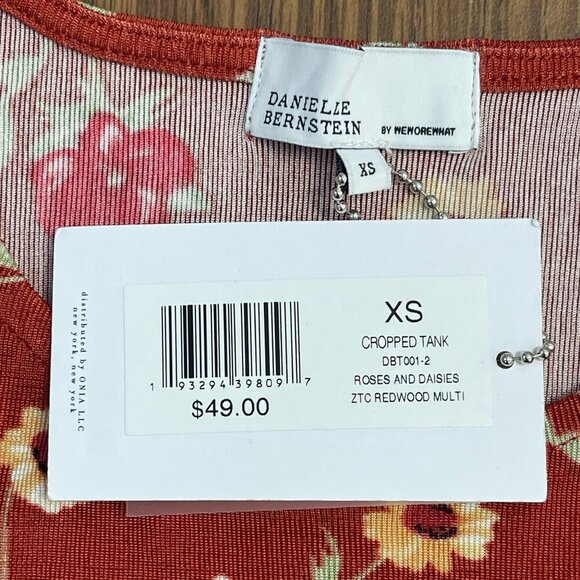 DANIELLE
BERNSTEIN
BY WEWOREWHAT
XS
distributed by ONIA LLC
new york, new york
1 93294 39809 7
$49.00
XS
CROPPED TANK
DBT001-2
ROSES AND DAISIES
ZTC REDWOOD MULTI